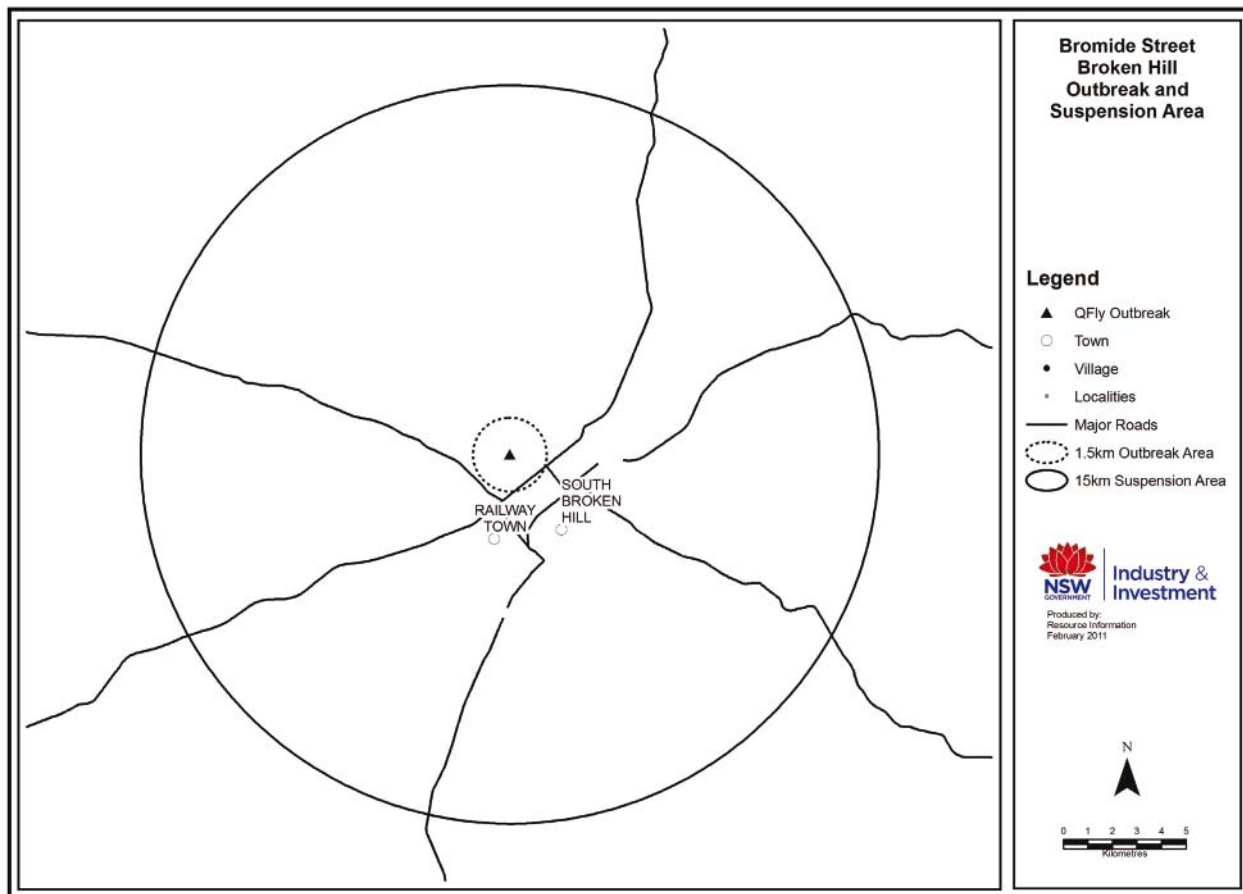 Bromide Street
Broken Hill
Outbreak and
Suspension Area
SOUTH
BROKEN
HILL
RAILWAY
TOWN
Legend
QFly Outbreak
Town
Village
Localities
Major Roads
1.5km Outbreak Area
15km Suspension Area
NSW
GOVERNMENT
Industry &
Investment
Produced by:
Resource Information
February 2011
N
0 1 2 3 4 5
Kilometres